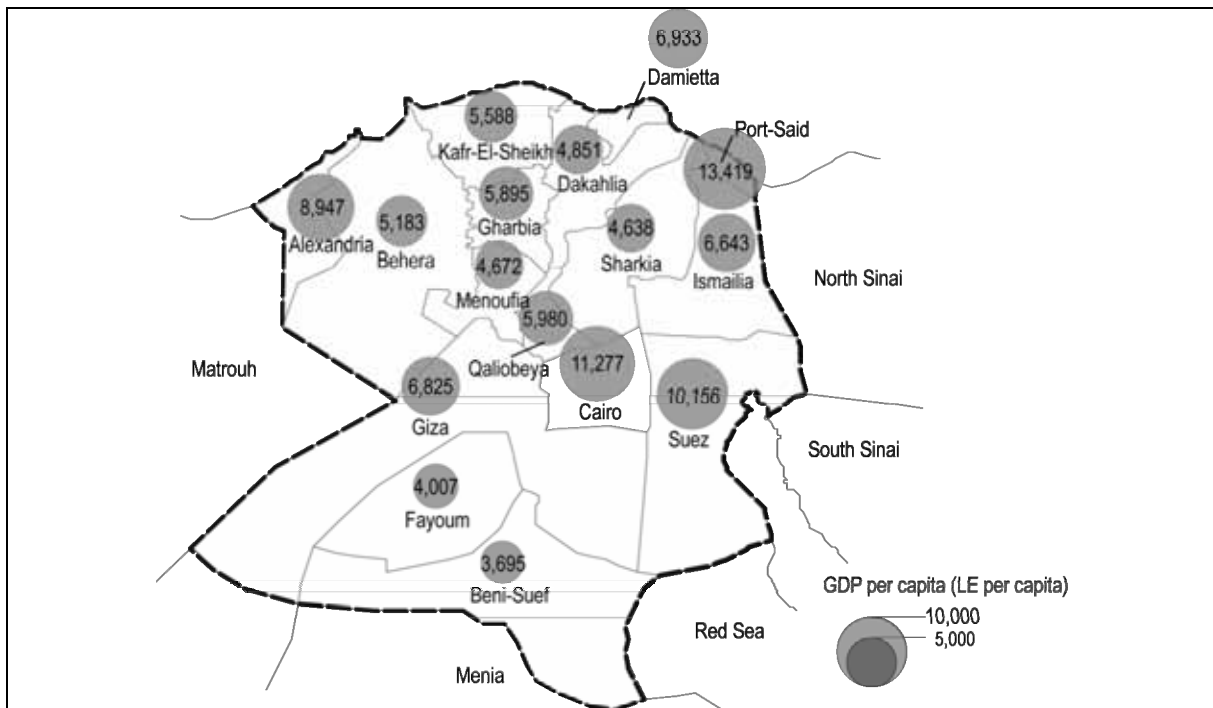 6,933
Damietta
5,588
Kafr-El-Sheikh
4,851
Dakahlia
Port-Said
13,419
8,947
Alexandria
5,183
Behera
5,895
Gharbia
4,638
Sharkia
6,643
Ismailia
4,672
Menoufia
North Sinai
5,980
Qaliobeya
11,277
Cairo
Matrouh
6,825
Giza
10,156
Suez
South Sinai
4,007
Fayoum
3,695
Beni-Suef
GDP per capita (LE per capita)
10,000
5,000
Red Sea
Menia